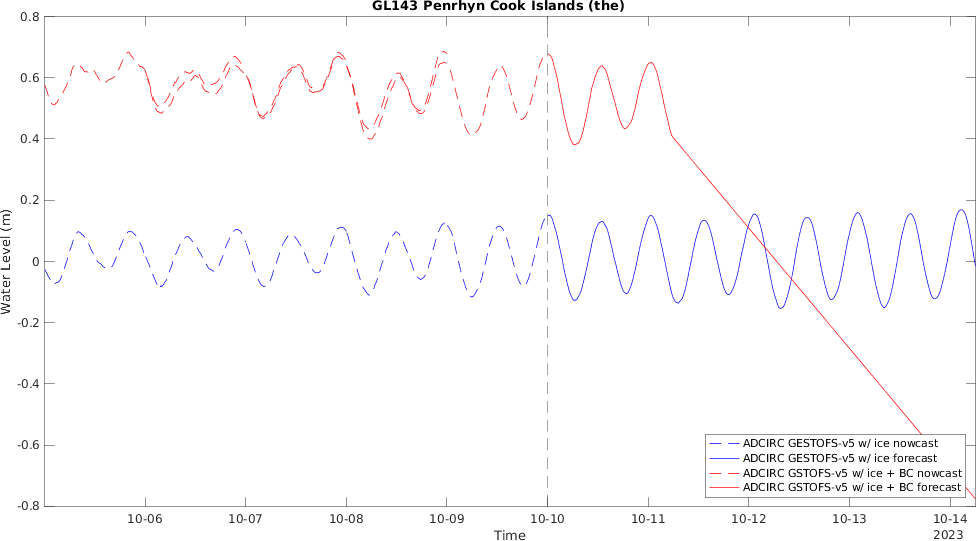 GL143 Penrhyn Cook Islands (the)
0.8
0.6
0.4
0.2
0
-0.2
-0.4
-0.6
-0.8
Water Level (m)
ADCIRC GESTOFS-v5 w/ ice nowcast
ADCIRC GESTOFS-v5 w/ ice forecast
ADCIRC GSTOFS-v5 w/ ice + BC nowcast
ADCIRC GSTOFS-v5 w/ ice + BC forecast
10-06 10-07 10-08 10-09 10-10 10-11 10-12 10-13 10-14
Time 2023